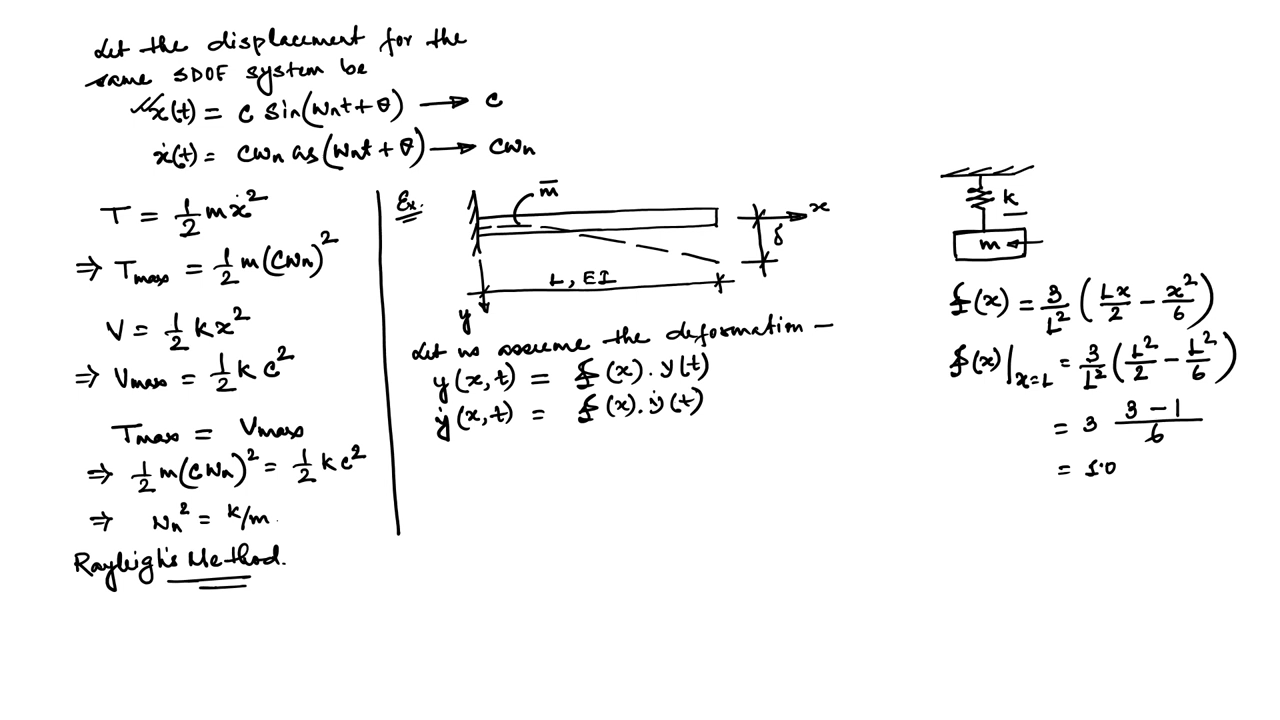 Let the displacement for the
same SDOF system be
x(t) = c sin(ωnt + θ) → c
ẋ(t) = cωn cos(ωnt + θ) → cωn
T = 1/2 mẋ²
⇒ Tmax = 1/2 m(cωn)²
V = 1/2 kx²
⇒ Vmax = 1/2 k c²
Tmax = Vmax
⇒ 1/2 m(cωn)² = 1/2 k c²
⇒ ωn² = k/m
Rayleigh's Method.
Ex.
m̅
x
δ
L, EI
y
Let us assume the deformation –
y(x, t) = Φ(x). y(t)
ẏ(x, t) = Φ(x). ẏ(t)
k
m
Φ(x) = 3/L² (Lx/2 − x²/6)
Φ(x)|x=L = 3/L² (L²/2 − L²/6)
= 3 (3 − 1)/6
= 1.0